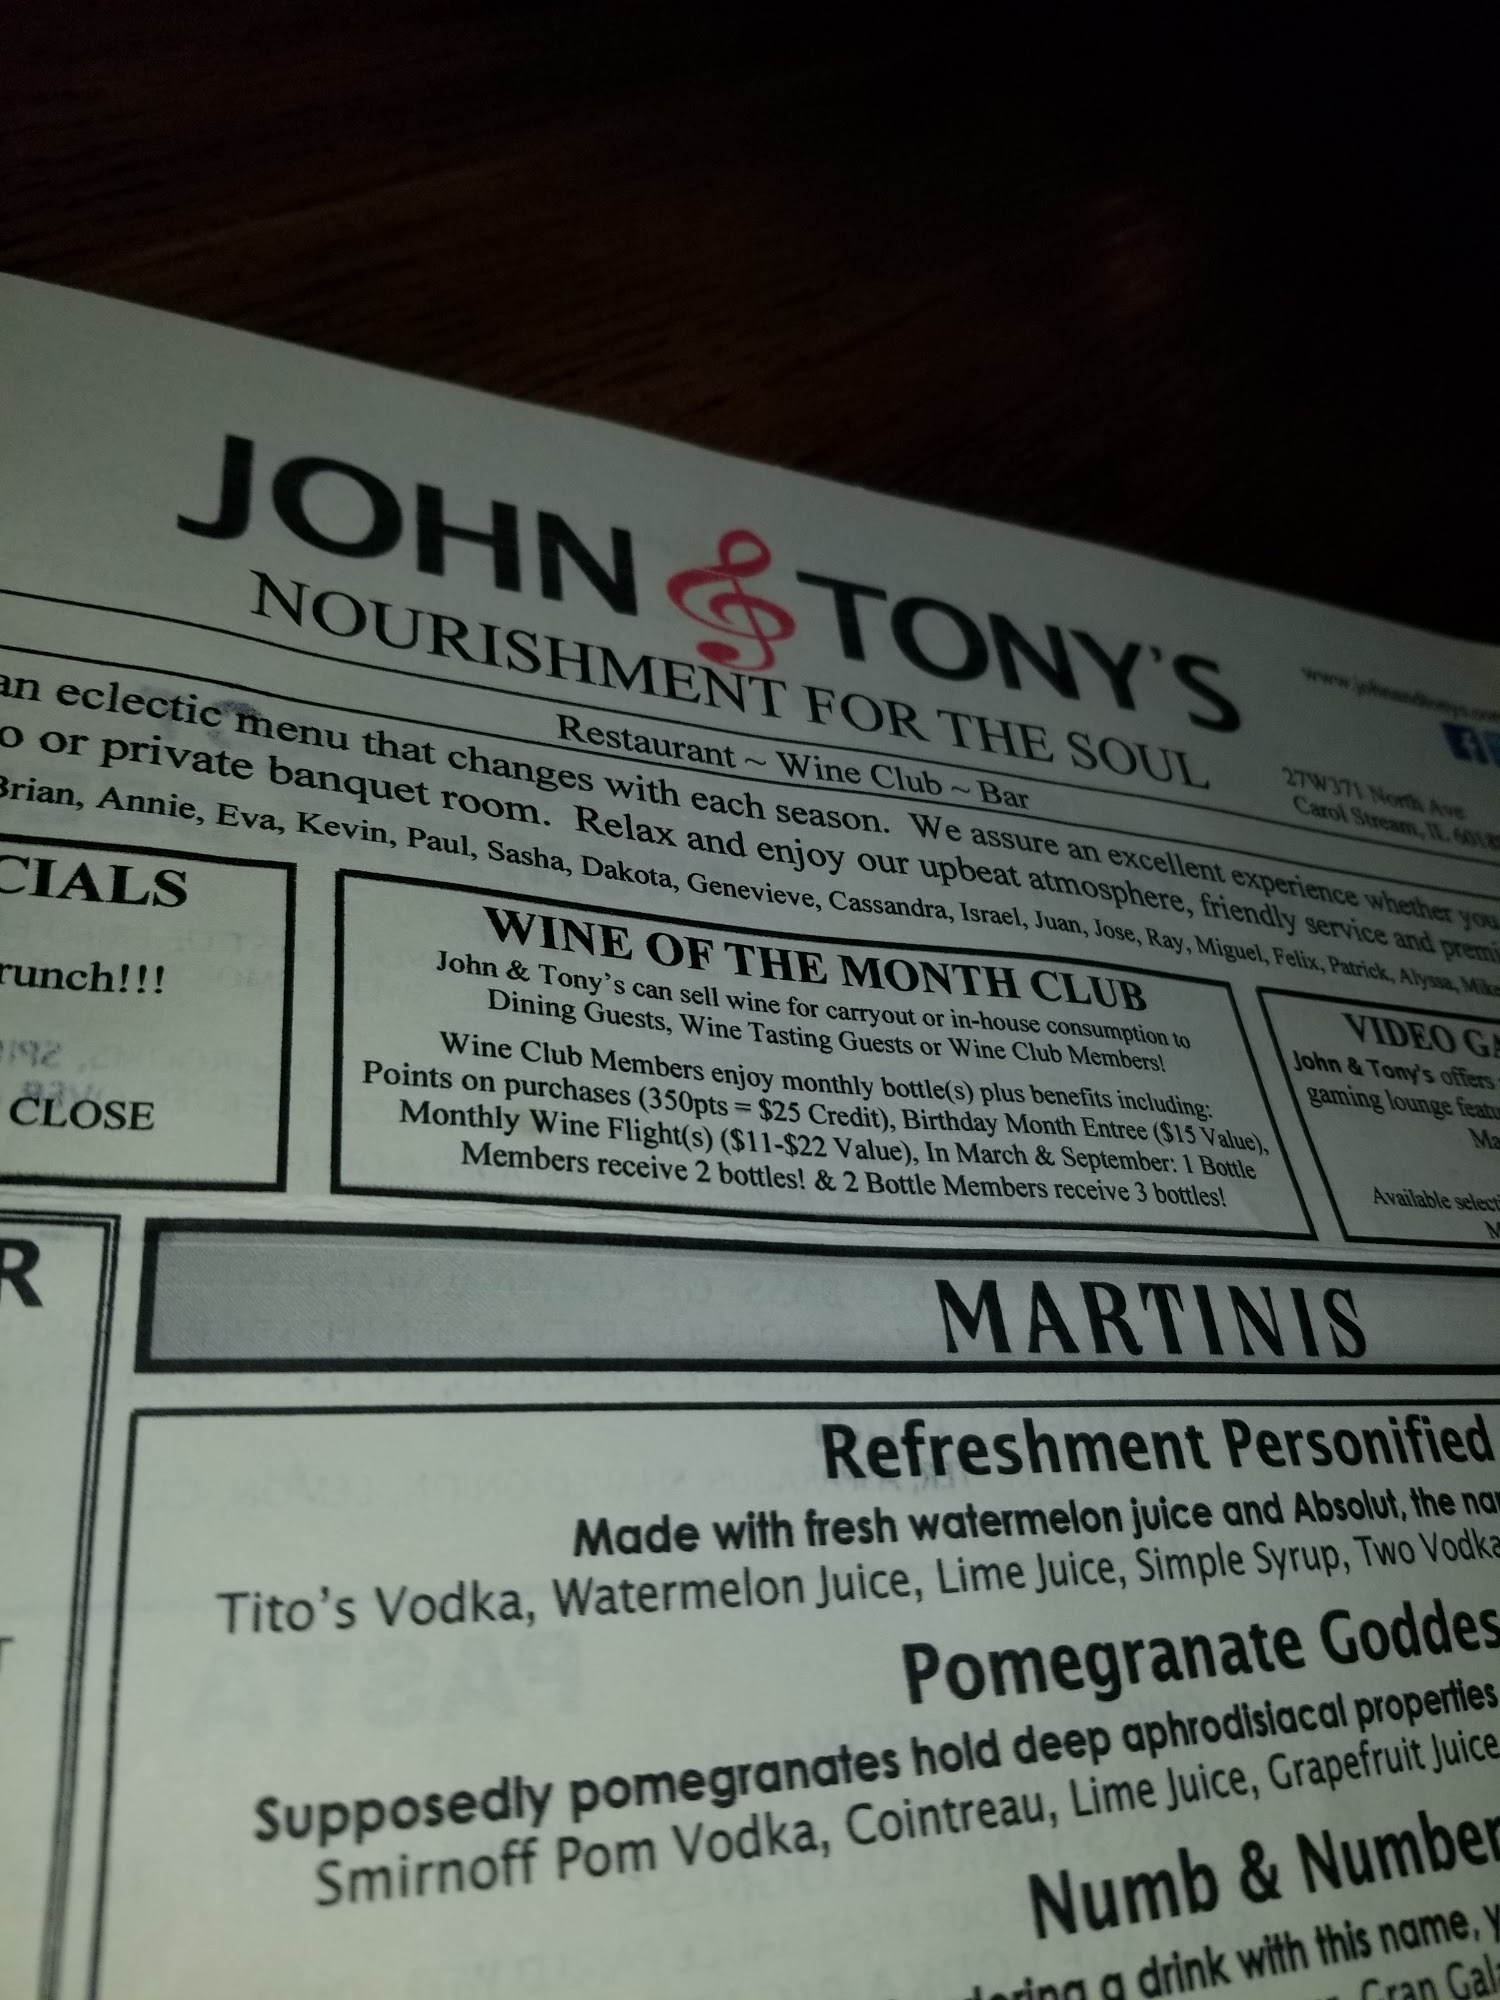 JOHN & TONY'S
NOURISHMENT FOR THE SOUL
www.johnandtonys.com
27W371 North Ave
Carol Stream, IL
Restaurant ~ Wine Club ~ Bar
an eclectic menu that changes with each season. We assure an excellent experience whether you
o or private banquet room. Relax and enjoy our upbeat atmosphere, friendly service and premi
Brian, Annie, Eva, Kevin, Paul, Sasha, Dakota, Genevieve, Cassandra, Israel, Juan, Jose, Ray, Miguel, Felix, Patrick, Alyssa, Mike
CIALS
runch!!!
CLOSE
WINE OF THE MONTH CLUB
John & Tony's can sell wine for carryout or in-house consumption to
Dining Guests, Wine Tasting Guests or Wine Club Members!
Wine Club Members enjoy monthly bottle(s) plus benefits including:
Points on purchases (350pts = $25 Credit), Birthday Month Entree ($15 Value),
Monthly Wine Flight(s) ($11-$22 Value), In March & September: 1 Bottle
Members receive 2 bottles! & 2 Bottle Members receive 3 bottles!
VIDEO GA
John & Tony's offers
gaming lounge featu
Ma
Available select
M
R
MARTINIS
Refreshment Personified
Made with fresh watermelon juice and Absolut, the na
Tito's Vodka, Watermelon Juice, Lime Juice, Simple Syrup, Two Vodka
Pomegranate Goddes
Supposedly pomegranates hold deep aphrodisiacal properties
Smirnoff Pom Vodka, Cointreau, Lime Juice, Grapefruit Juice
Numb & Number
a drink with this name, y
Gran Gala